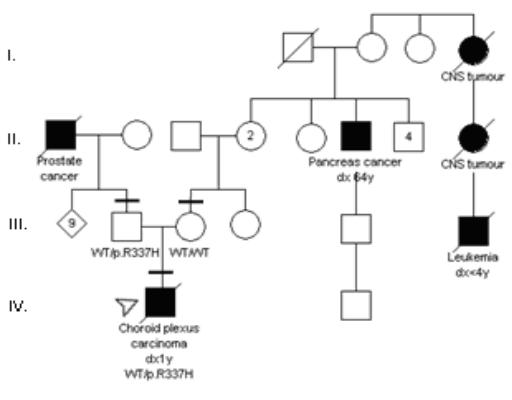 I.
CNS tumour
II.
2
4
Prostate
cancer
Pancreas cancer
dx 64y
CNS tumour
III.
9
WT/p.R337H
WT/WT
Leukemia
dx<4y
IV.
Choroid plexus
carcinoma
dx1y
WT/p.R337H